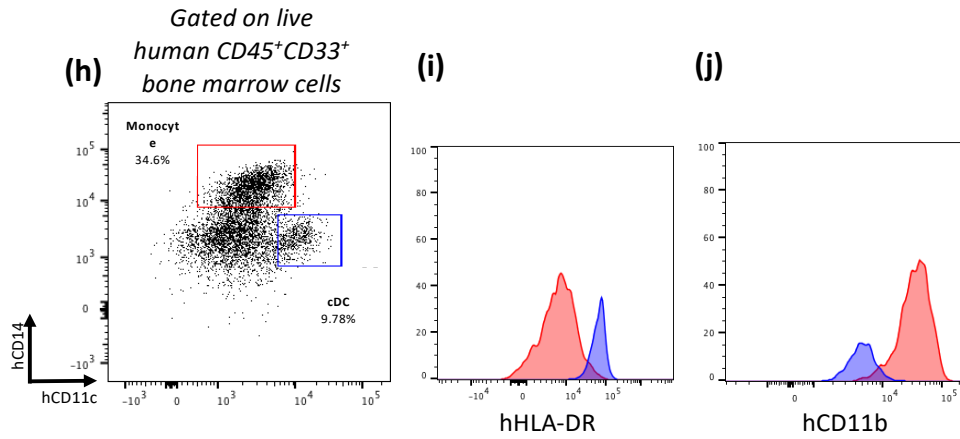 (h)
Gated on live
human CD45⁺CD33⁺
bone marrow cells
Monocyt
e
34.6%
cDC
9.78%
10⁵
10⁴
10³
0
-10³
-10³
10³
10⁴
10⁵
hCD14
hCD11c
(i)
100
80
60
40
20
0
-10⁴
0
10⁴
10⁵
hHLA-DR
(j)
100
80
60
40
20
0
0
10⁴
10⁵
hCD11b